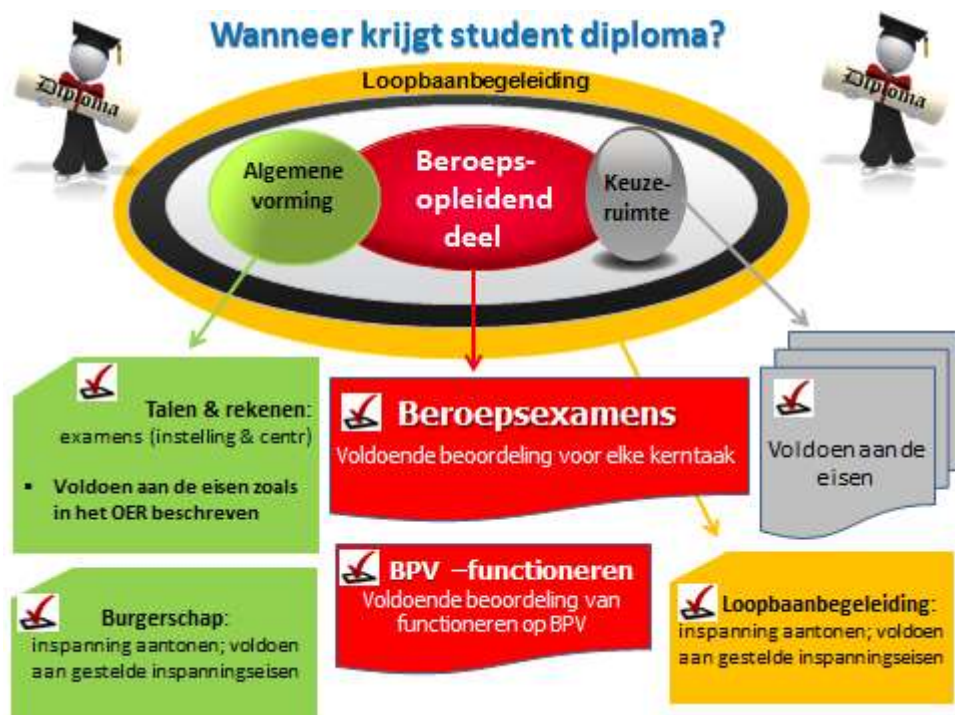 Wanneer krijgt student diploma?
Diploma
Diploma
Loopbaanbegeleiding
Algemene
vorming
Beroeps-
opleidend
deel
Keuze-
ruimte
Talen & rekenen:
examens (instelling & centr)
▪ Voldoen aan de eisen zoals
in het OER beschreven
Beroepsexamens
Voldoende beoordeling voor elke kerntaak
Voldoen aan de
eisen
Burgerschap:
inspanning aantonen; voldoen
aan gestelde inspanningseisen
BPV –functioneren
Voldoende beoordeling van
functioneren op BPV
Loopbaanbegeleiding:
inspanning aantonen; voldoen
aan gestelde inspanningseisen